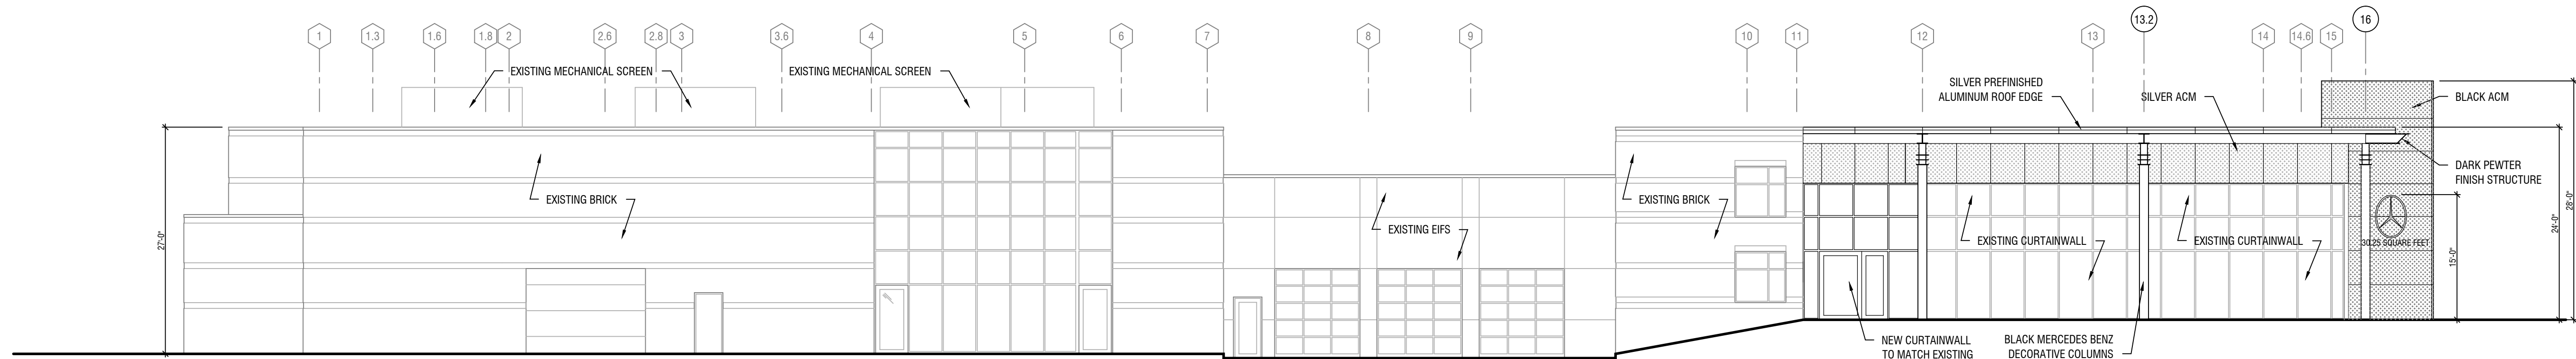 1
1.3
1.6
1.8
2
2.6
2.8
3
3.6
4
5
6
7
8
9
10
11
12
13
13.2
14
14.6
15
16
EXISTING MECHANICAL SCREEN
EXISTING MECHANICAL SCREEN
SILVER PREFINISHED
ALUMINUM ROOF EDGE
SILVER ACM
BLACK ACM
DARK PEWTER
FINISH STRUCTURE
EXISTING BRICK
EXISTING BRICK
EXISTING EIFS
EXISTING CURTAINWALL
EXISTING CURTAINWALL
30.25 SQUARE FEET
27'-0"
15'-0"
24'-0"
28'-0"
NEW CURTAINWALL
TO MATCH EXISTING
BLACK MERCEDES BENZ
DECORATIVE COLUMNS